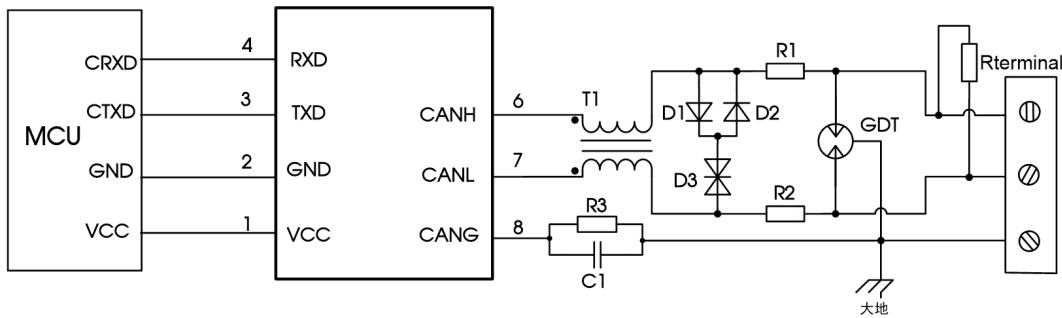 MCU
CRXD
CTXD
GND
VCC
4
3
2
1
RXD
TXD
GND
VCC
CANH
CANL
CANG
6
7
8
T1
D1
D2
D3
R1
R2
R3
C1
GDT
Rterminal
大地